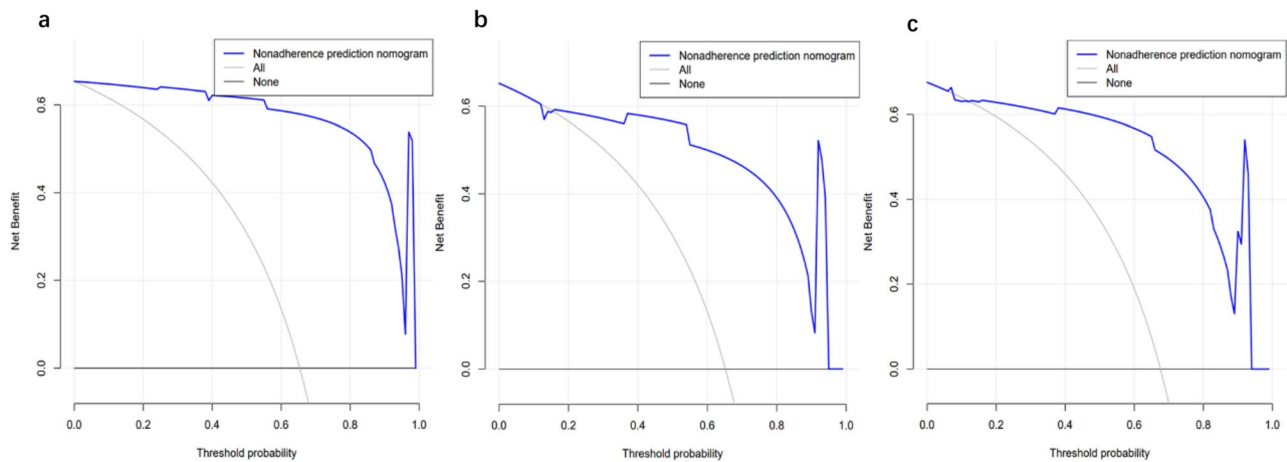 a
Nonadherence prediction nomogram
All
None
Net Benefit
0.6
0.4
0.2
0.0
0.0 0.2 0.4 0.6 0.8 1.0
Threshold probability
b
Nonadherence prediction nomogram
All
None
Net Benefit
0.6
0.4
0.2
0.0
0.0 0.2 0.4 0.6 0.8 1.0
Threshold probability
c
Nonadherence prediction nomogram
All
None
Net Benefit
0.6
0.4
0.2
0.0
0.0 0.2 0.4 0.6 0.8 1.0
Threshold probability